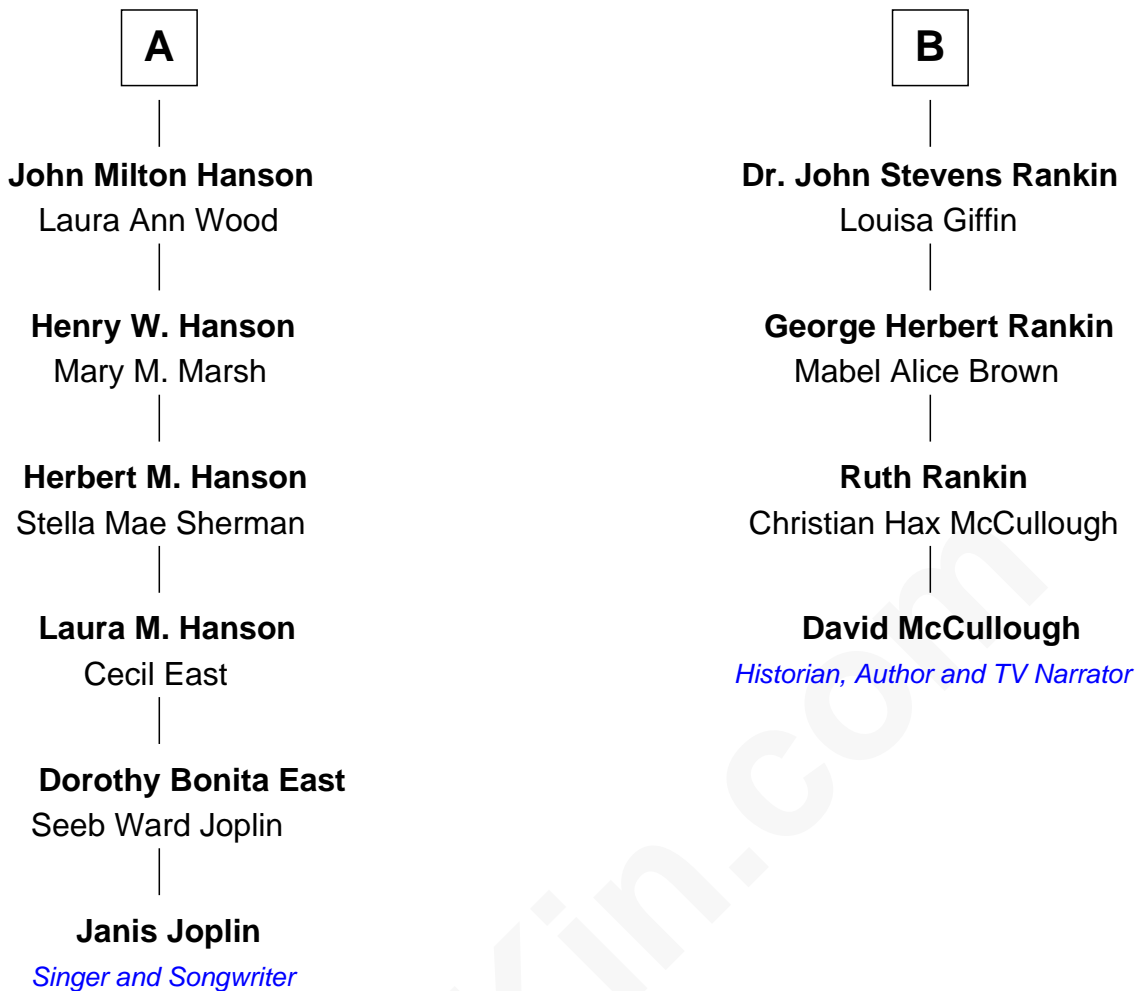 A
John Milton Hanson
Laura Ann Wood
Henry W. Hanson
Mary M. Marsh
Herbert M. Hanson
Stella Mae Sherman
Laura M. Hanson
Cecil East
Dorothy Bonita East
Seeb Ward Joplin
Janis Joplin
Singer and Songwriter
B
Dr. John Stevens Rankin
Louisa Giffin
George Herbert Rankin
Mabel Alice Brown
Ruth Rankin
Christian Hax McCullough
David McCullough
Historian, Author and TV Narrator